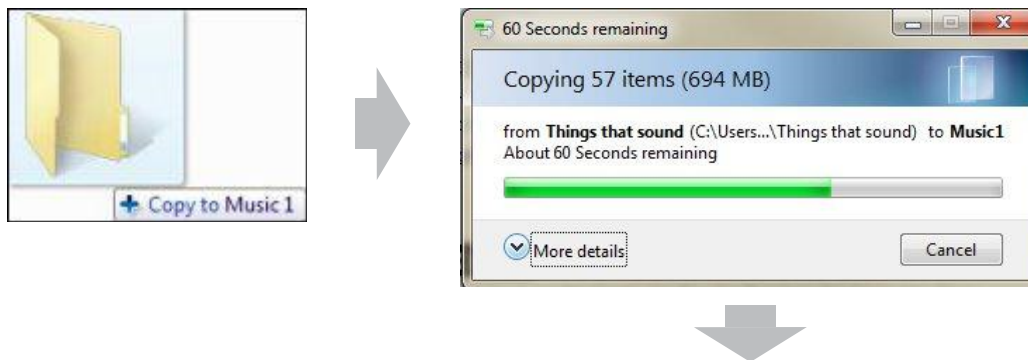 Copy to Music 1
60 Seconds remaining
Copying 57 items (694 MB)
from Things that sound (C:\Users...\Things that sound) to Music1
About 60 Seconds remaining
More details
Cancel